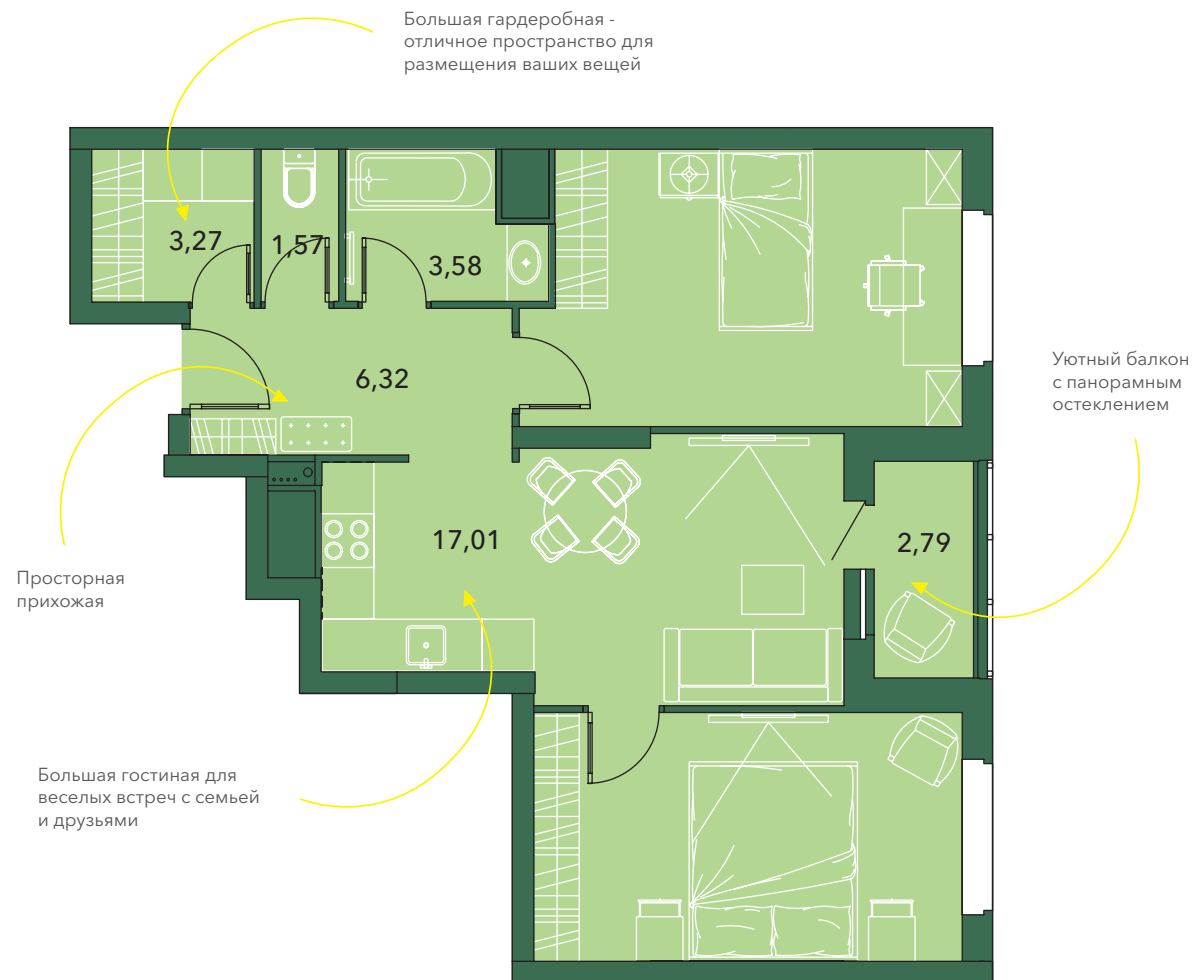 Большая гардеробная -
отличное пространство для
размещения ваших вещей
3,27
1,57
3,58
6,32
Уютный балкон
с панорамным
остеклением
17,01
2,79
Просторная
прихожая
Большая гостиная для
веселых встреч с семьей
и друзьями